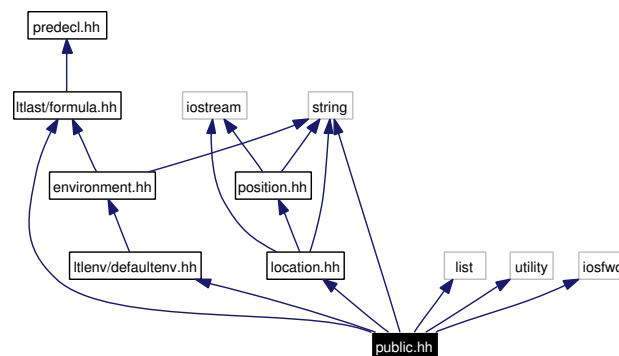 predecl.hh
ltlast/formula.hh
iostream
string
environment.hh
position.hh
ltlenv/defaultenv.hh
location.hh
list
utility
iosfwd
public.hh